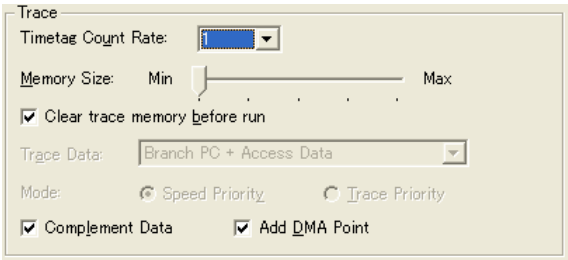 Trace
Timetag Count Rate: 1
Memory Size: Min Max
Clear trace memory before run
Trace Data: Branch PC + Access Data
Mode: Speed Priority Trace Priority
Complement Data Add DMA Point